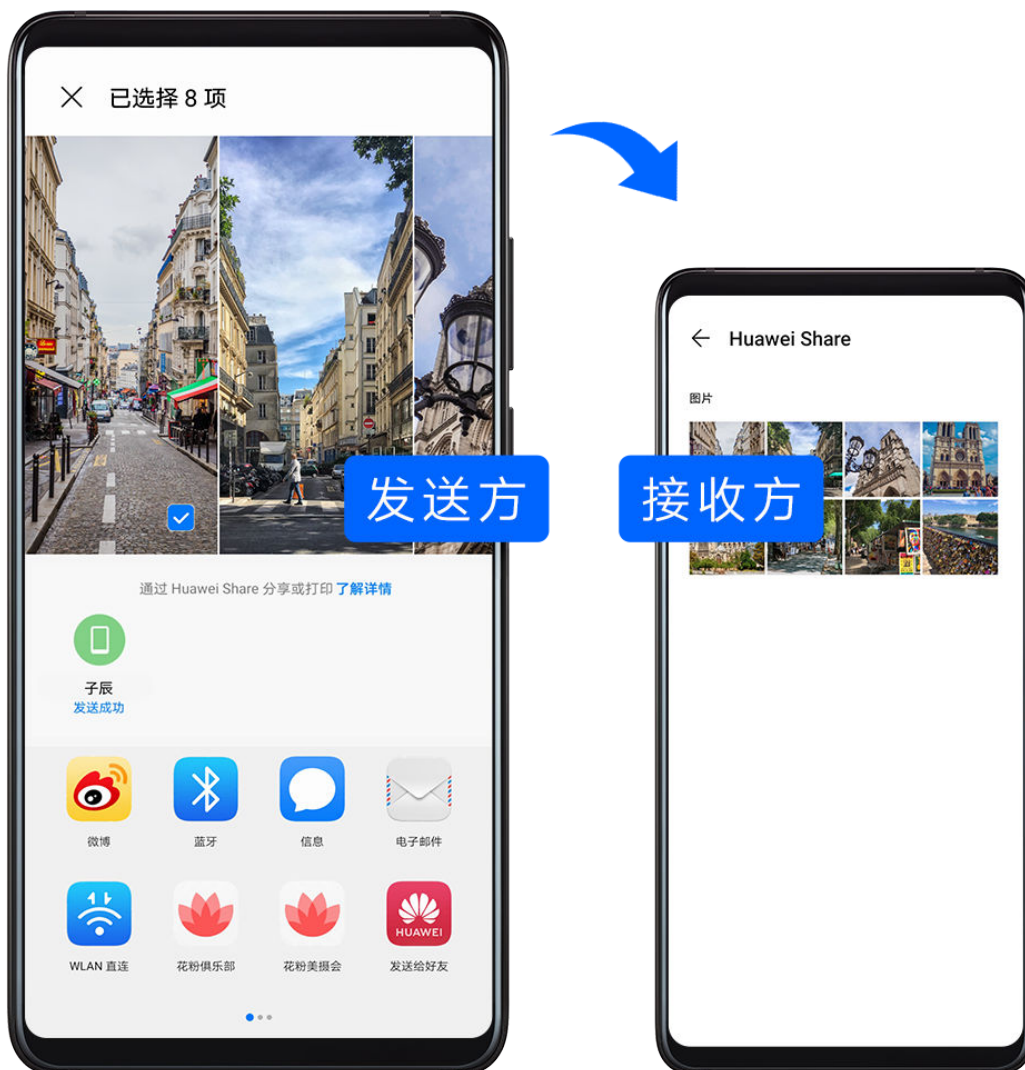 已选择 8 项
发送方
通过 Huawei Share 分享或打印 了解详情
子辰
发送成功
微博
蓝牙
信息
电子邮件
HUAWEI
WLAN 直连
花粉俱乐部
花粉美摄会
发送给好友
Huawei Share
图片
接收方